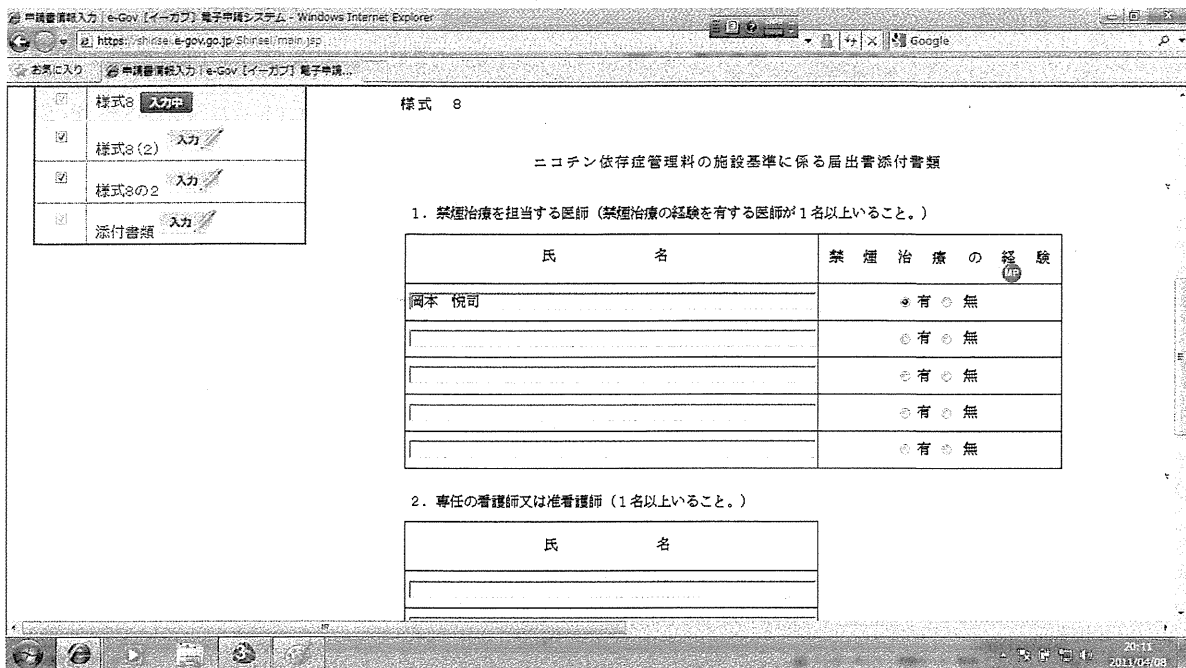 申請書情報入力 | e-Gov [イーガブ] 電子申請システム - Windows Internet Explorer
https://shinsei.e-gov.go.jp/Shinsei/main.jsp
Google
お気に入り
申請書情報入力 | e-Gov [イーガブ] 電子申請...
様式8 入力中
様式8(2) 入力
様式8の2 入力
添付書類 入力
様式 8
ニコチン依存症管理料の施設基準に係る届出書添付書類
1．禁煙治療を担当する医師（禁煙治療の経験を有する医師が1名以上いること。）
氏 名 禁煙治療の経験
岡本 悦司 有 無
有 無
有 無
有 無
有 無
2．専任の看護師又は准看護師（1名以上いること。）
氏 名
20:11
2011/04/08